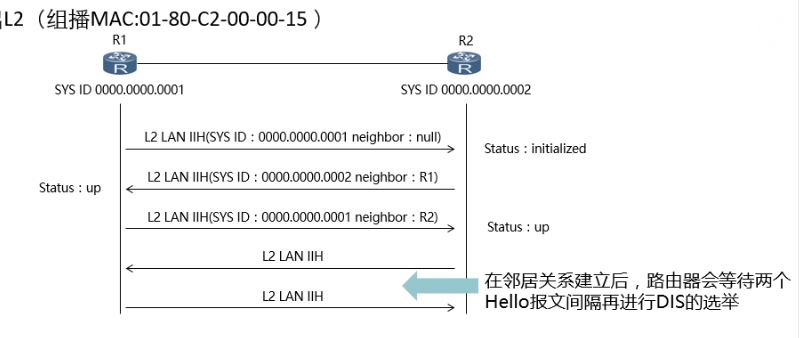 L2（组播MAC:01-80-C2-00-00-15 ）
R1
R2
R
R
SYS ID 0000.0000.0001
SYS ID 0000.0000.0002
L2 LAN IIH(SYS ID：0000.0000.0001 neighbor：null)
Status：initialized
L2 LAN IIH(SYS ID：0000.0000.0002 neighbor：R1)
Status：up
L2 LAN IIH(SYS ID：0000.0000.0001 neighbor：R2)
Status：up
L2 LAN IIH
在邻居关系建立后，路由器会等待两个
Hello报文间隔再进行DIS的选举
L2 LAN IIH